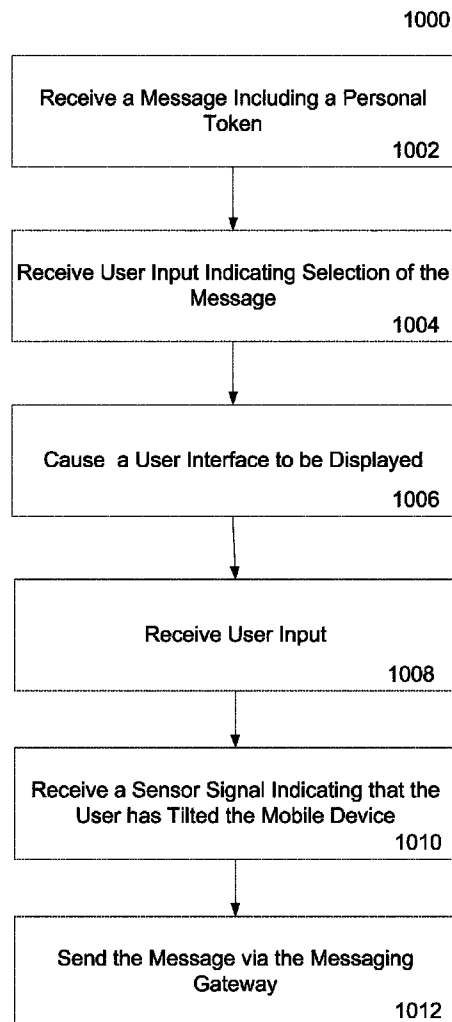 1000
Receive a Message Including a Personal
Token
1002
Receive User Input Indicating Selection of the
Message
1004
Cause a User Interface to be Displayed
1006
Receive User Input
1008
Receive a Sensor Signal Indicating that the
User has Tilted the Mobile Device
1010
Send the Message via the Messaging
Gateway
1012